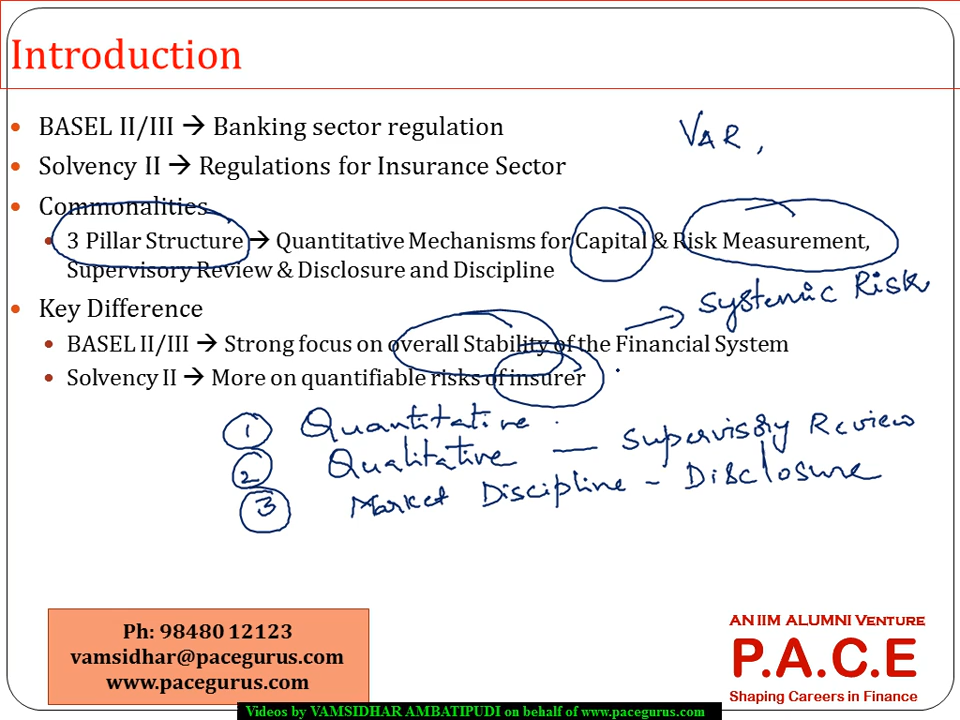 Introduction
• BASEL II/III → Banking sector regulation
VAR,
• Solvency II → Regulations for Insurance Sector
• Commonalities
• 3 Pillar Structure → Quantitative Mechanisms for Capital & Risk Measurement,
Supervisory Review & Disclosure and Discipline
→ Systemic Risk
• Key Difference
• BASEL II/III → Strong focus on overall Stability of the Financial System
• Solvency II → More on quantifiable risks of insurer
1 Quantitative
2 Qualitative — Supervisory Review
3 Market Discipline - Disclosure
Ph: 98480 12123
vamsidhar@pacegurus.com
www.pacegurus.com
AN IIM ALUMNI VENTURE
P.A.C.E
Shaping Careers in Finance
Videos by VAMSIDHAR AMBATIPUDI on behalf of www.pacegurus.com